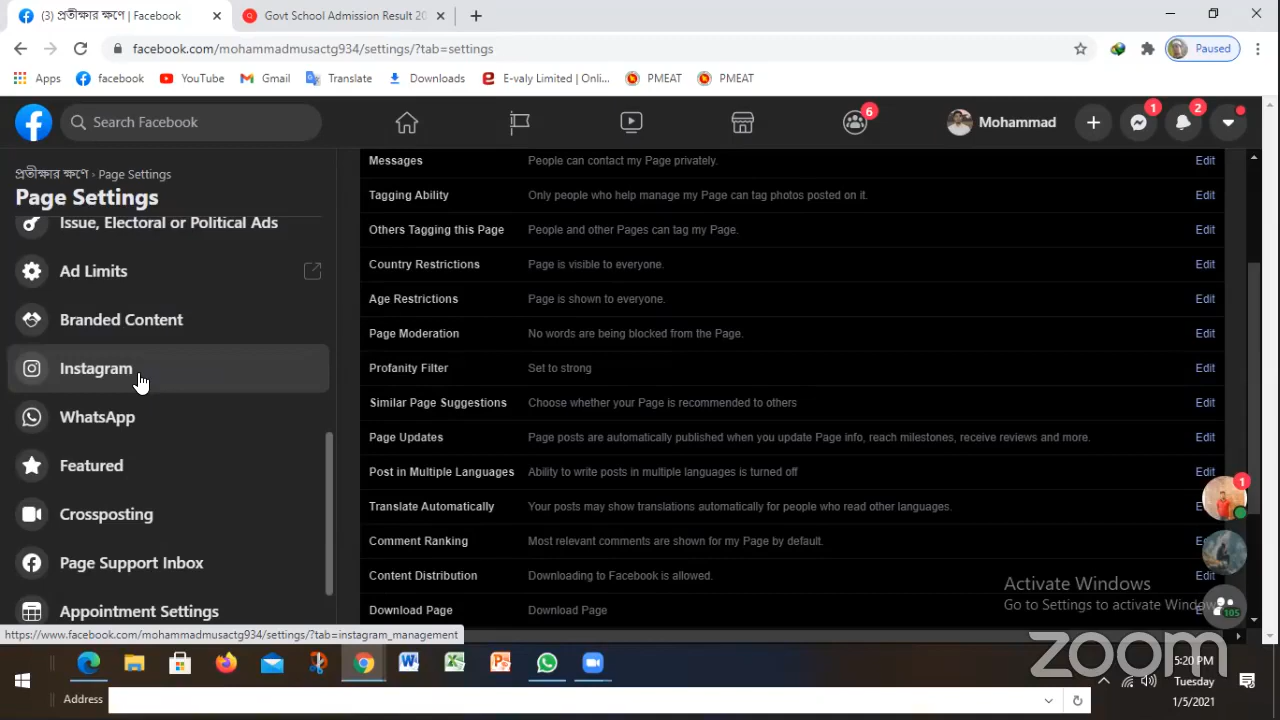 (3) প্রতীক্ষার ক্ষণে | Facebook
Govt School Admission Result 20
facebook.com/mohammadmusactg934/settings/?tab=settings
Paused
Apps
facebook
YouTube
Gmail
Translate
Downloads
E-valy Limited | Onli...
PMEAT
PMEAT
Search Facebook
6
Mohammad
1
2
প্রতীক্ষার ক্ষণে › Page Settings
Page Settings
Issue, Electoral or Political Ads
Ad Limits
Branded Content
Instagram
WhatsApp
Featured
Crossposting
Page Support Inbox
Appointment Settings
Messages People can contact my Page privately. Edit
Tagging Ability Only people who help manage my Page can tag photos posted on it. Edit
Others Tagging this Page People and other Pages can tag my Page. Edit
Country Restrictions Page is visible to everyone. Edit
Age Restrictions Page is shown to everyone. Edit
Page Moderation No words are being blocked from the Page. Edit
Profanity Filter Set to strong Edit
Similar Page Suggestions Choose whether your Page is recommended to others Edit
Page Updates Page posts are automatically published when you update Page info, reach milestones, receive reviews and more. Edit
Post in Multiple Languages Ability to write posts in multiple languages is turned off Edit
Translate Automatically Your posts may show translations automatically for people who read other languages.
Comment Ranking Most relevant comments are shown for my Page by default.
Content Distribution Downloading to Facebook is allowed. Edit
Download Page Download Page
1
105
Activate Windows
Go to Settings to activate Windows
https://www.facebook.com/mohammadmusactg934/settings/?tab=instagram_management
zoom
5:20 PM
Tuesday
1/5/2021
Address